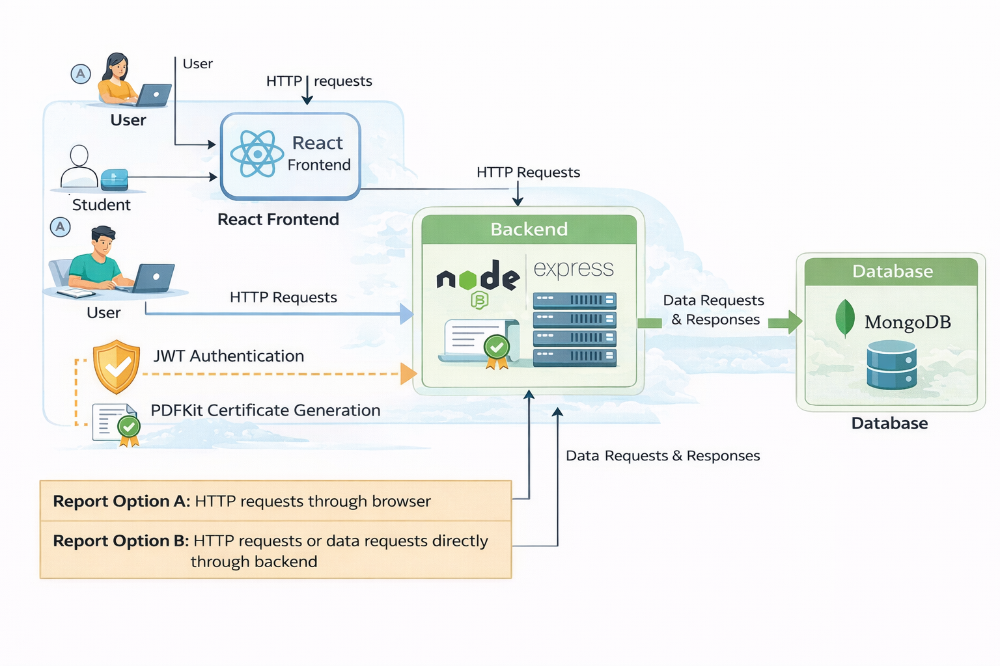 A
User
User
HTTP requests
React
Frontend
Student
React Frontend
HTTP Requests
A
User
HTTP Requests
Backend
node
express
B
Data Requests
& Responses
Database
MongoDB
Database
JWT Authentication
PDFKit Certificate Generation
Data Requests & Responses
Report Option A: HTTP requests through browser
Report Option B: HTTP requests or data requests directly
through backend